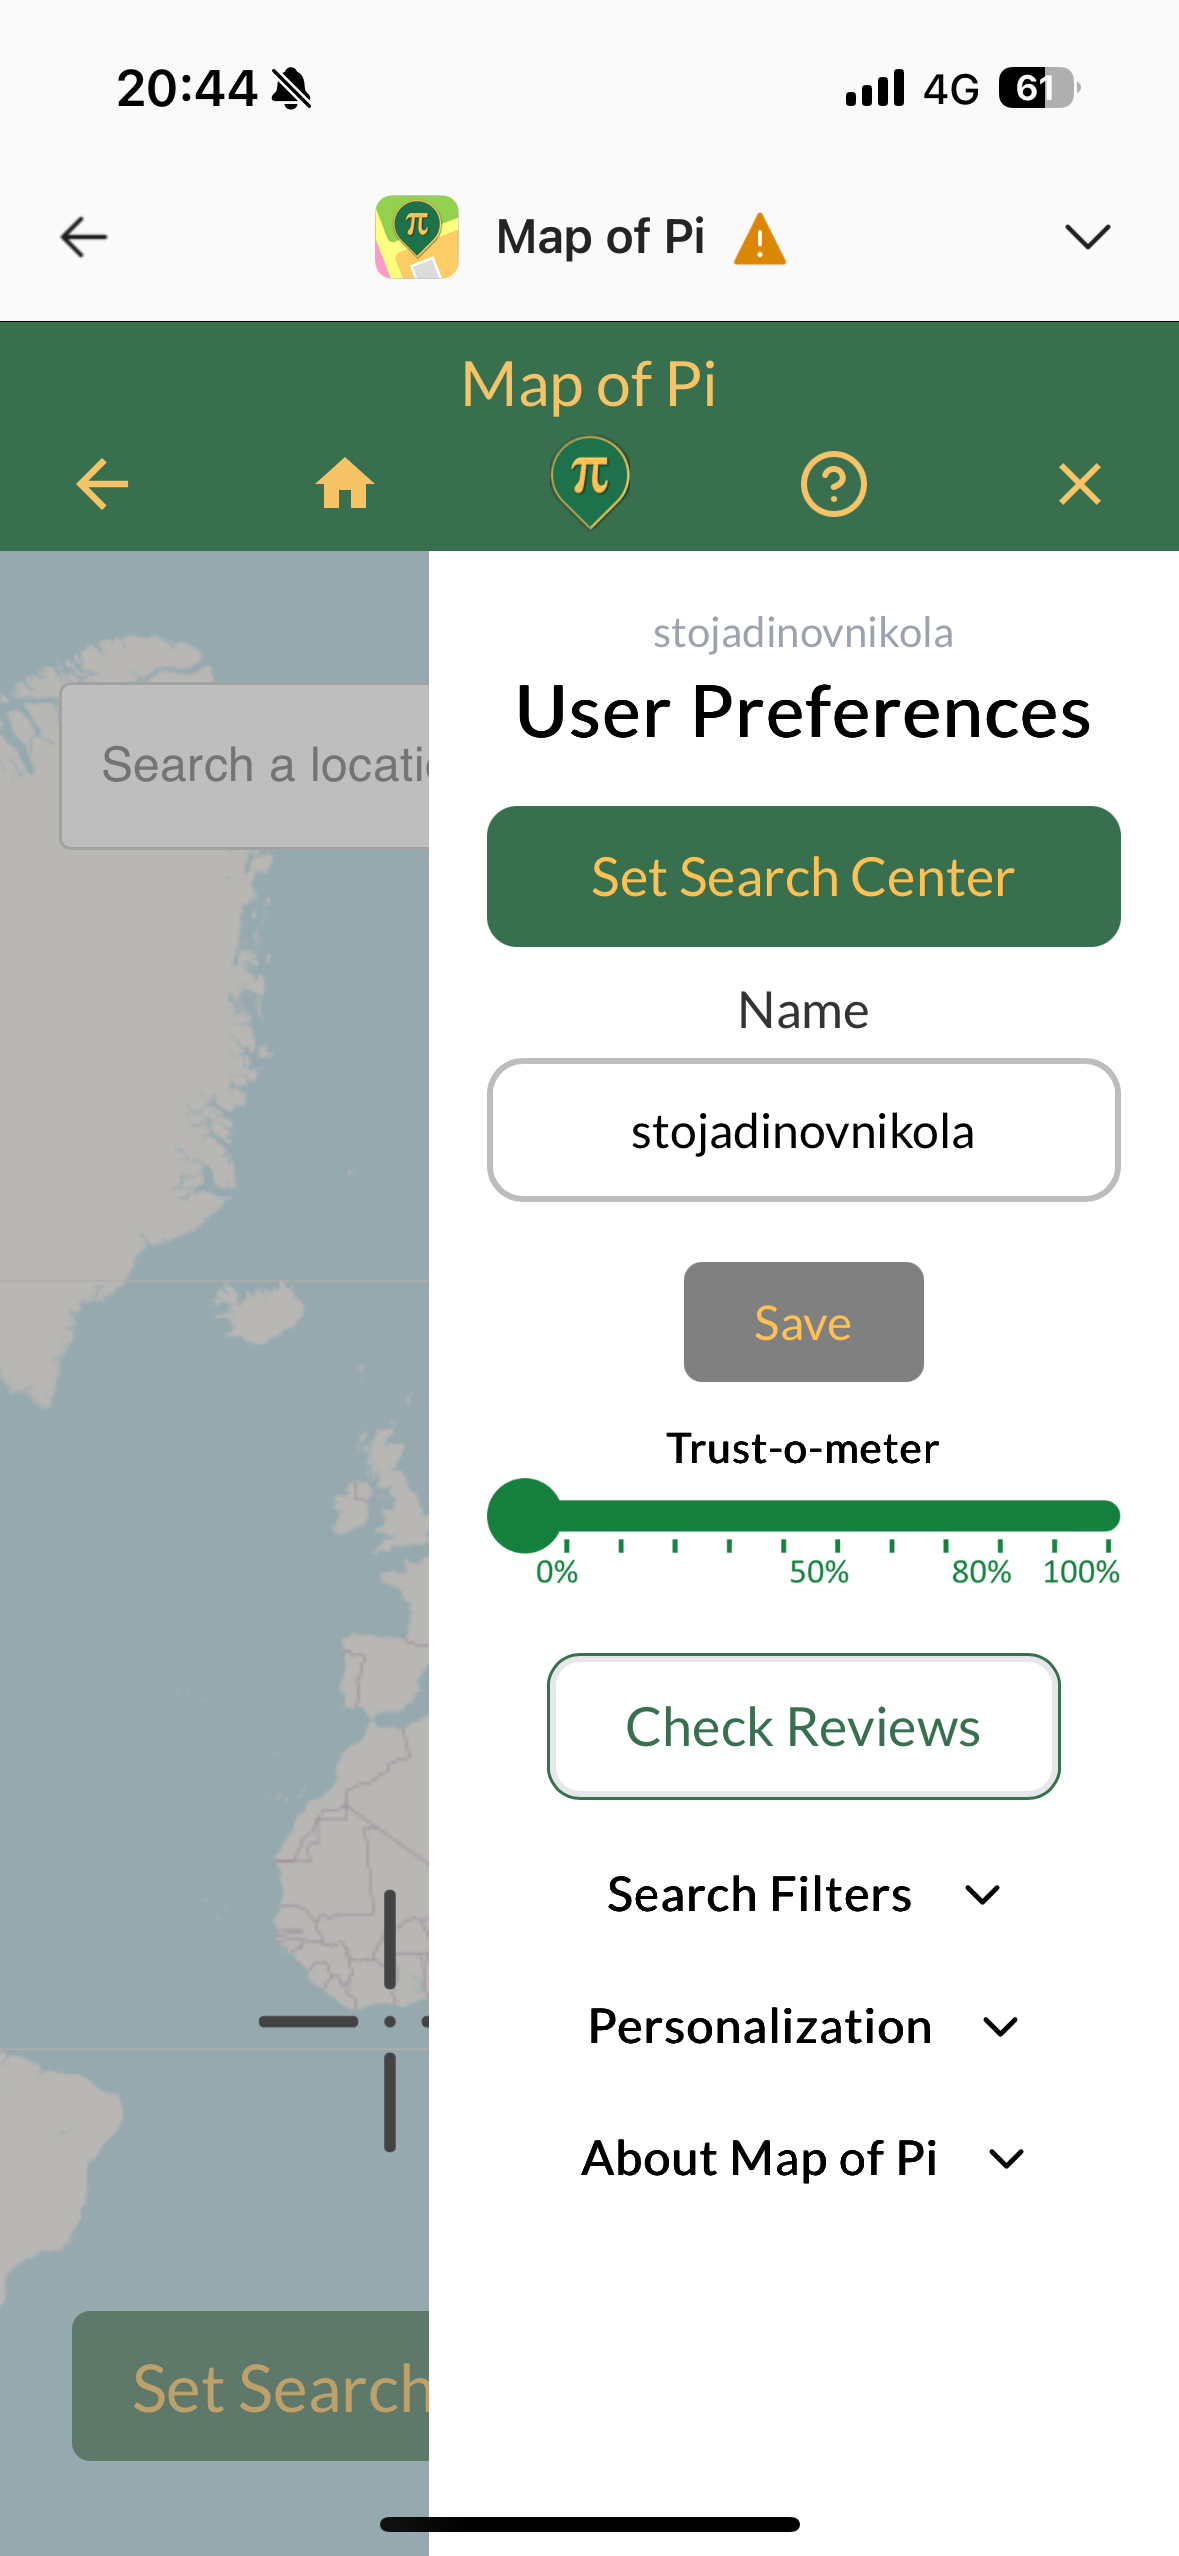 20:44
4G
61
Map of Pi
Map of Pi
π
stojadinovnikola
User Preferences
Search a locati
Set Search Center
Name
stojadinovnikola
Save
Trust-o-meter
0% 50% 80% 100%
Check Reviews
Search Filters
Personalization
About Map of Pi
Set Search